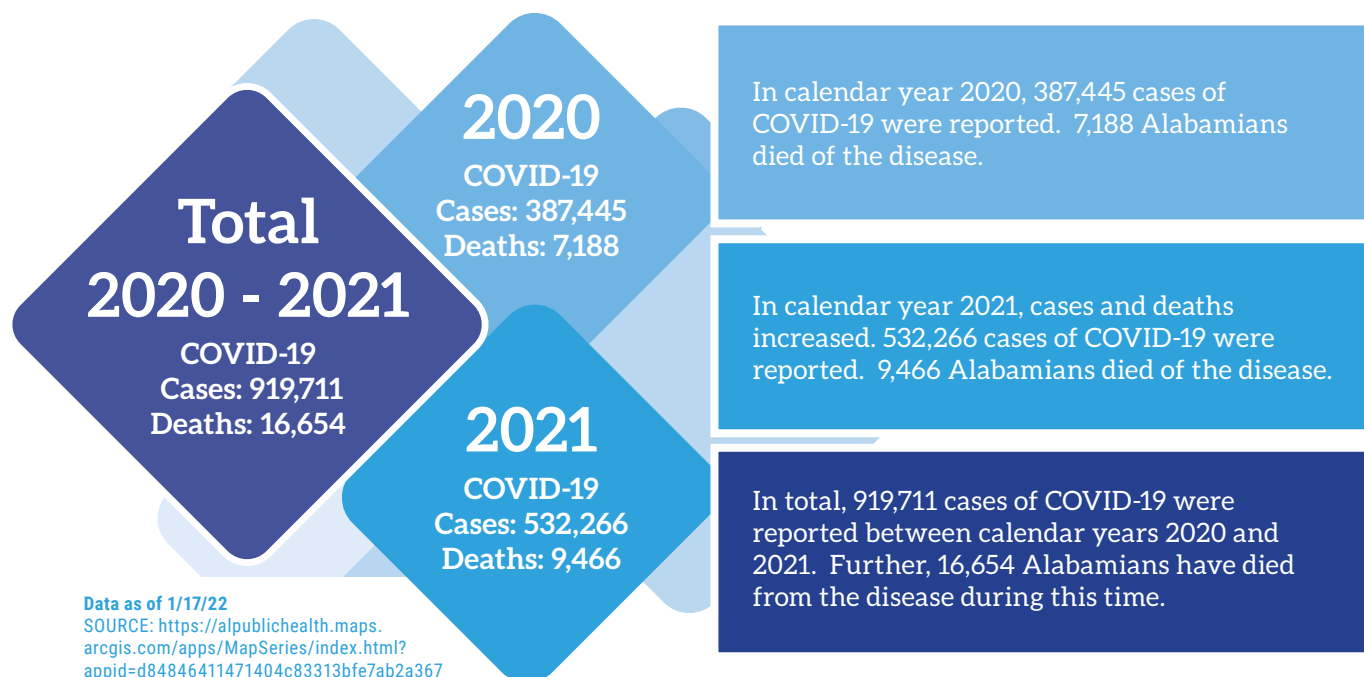 Total
2020 - 2021
COVID-19
Cases: 919,711
Deaths: 16,654
2020
COVID-19
Cases: 387,445
Deaths: 7,188
2021
COVID-19
Cases: 532,266
Deaths: 9,466
In calendar year 2020, 387,445 cases of
COVID-19 were reported.  7,188 Alabamians
died of the disease.
In calendar year 2021, cases and deaths
increased. 532,266 cases of COVID-19 were
reported.  9,466 Alabamians died of the disease.
In total, 919,711 cases of COVID-19 were
reported between calendar years 2020 and
2021.  Further, 16,654 Alabamians have died
from the disease during this time.
Data as of 1/17/22
SOURCE: https://alpublichealth.maps.
arcgis.com/apps/MapSeries/index.html?
appid=d84846411471404c83313bfe7ab2a367